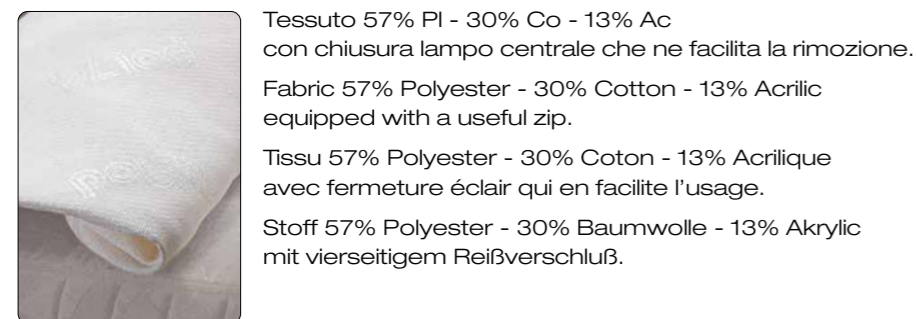 Tessuto 57% Pl - 30% Co - 13% Ac
con chiusura lampo centrale che ne facilita la rimozione.
Fabric 57% Polyester - 30% Cotton - 13% Acrilic
equipped with a useful zip.
Tissu 57% Polyester - 30% Coton - 13% Acrilique
avec fermeture éclair qui en facilite l'usage.
Stoff 57% Polyester - 30% Baumwolle - 13% Akrylic
mit vierseitigem Reißverschluß.